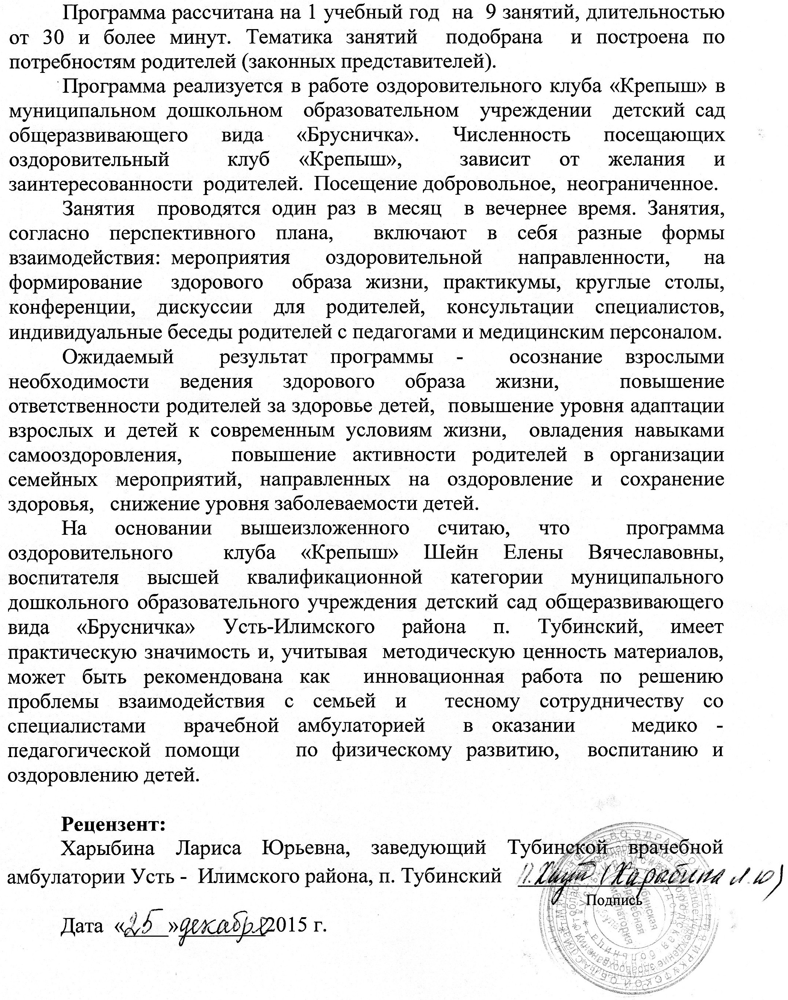 Программа рассчитана на 1 учебный год на 9 занятий, длительностью
от 30 и более минут. Тематика занятий подобрана и построена по
потребностям родителей (законных представителей).
Программа реализуется в работе оздоровительного клуба «Крепыш» в
муниципальном дошкольном образовательном учреждении детский сад
общеразвивающего вида «Брусничка». Численность посещающих
оздоровительный клуб «Крепыш», зависит от желания и
заинтересованности родителей. Посещение добровольное, неограниченное.
Занятия проводятся один раз в месяц в вечернее время. Занятия,
согласно перспективного плана, включают в себя разные формы
взаимодействия: мероприятия оздоровительной направленности, на
формирование здорового образа жизни, практикумы, круглые столы,
конференции, дискуссии для родителей, консультации специалистов,
индивидуальные беседы родителей с педагогами и медицинским персоналом.
Ожидаемый результат программы - осознание взрослыми
необходимости ведения здорового образа жизни, повышение
ответственности родителей за здоровье детей, повышение уровня адаптации
взрослых и детей к современным условиям жизни, овладения навыками
самооздоровления, повышение активности родителей в организации
семейных мероприятий, направленных на оздоровление и сохранение
здоровья, снижение уровня заболеваемости детей.
На основании вышеизложенного считаю, что программа
оздоровительного клуба «Крепыш» Шейн Елены Вячеславовны,
воспитателя высшей квалификационной категории муниципального
дошкольного образовательного учреждения детский сад общеразвивающего
вида «Брусничка» Усть-Илимского района п. Тубинский, имеет
практическую значимость и, учитывая методическую ценность материалов,
может быть рекомендована как инновационная работа по решению
проблемы взаимодействия с семьей и тесному сотрудничеству со
специалистами врачебной амбулаторией в оказании медико -
педагогической помощи по физическому развитию, воспитанию и
оздоровлению детей.
Рецензент:
Харыбина Лариса Юрьевна, заведующий Тубинской врачебной
амбулатории Усть - Илимского района, п. Тубинский (Харыбина Л.Ю)
Подпись
Дата «25» декабря 2015 г.
Тубинская
врачебная
амбулатория